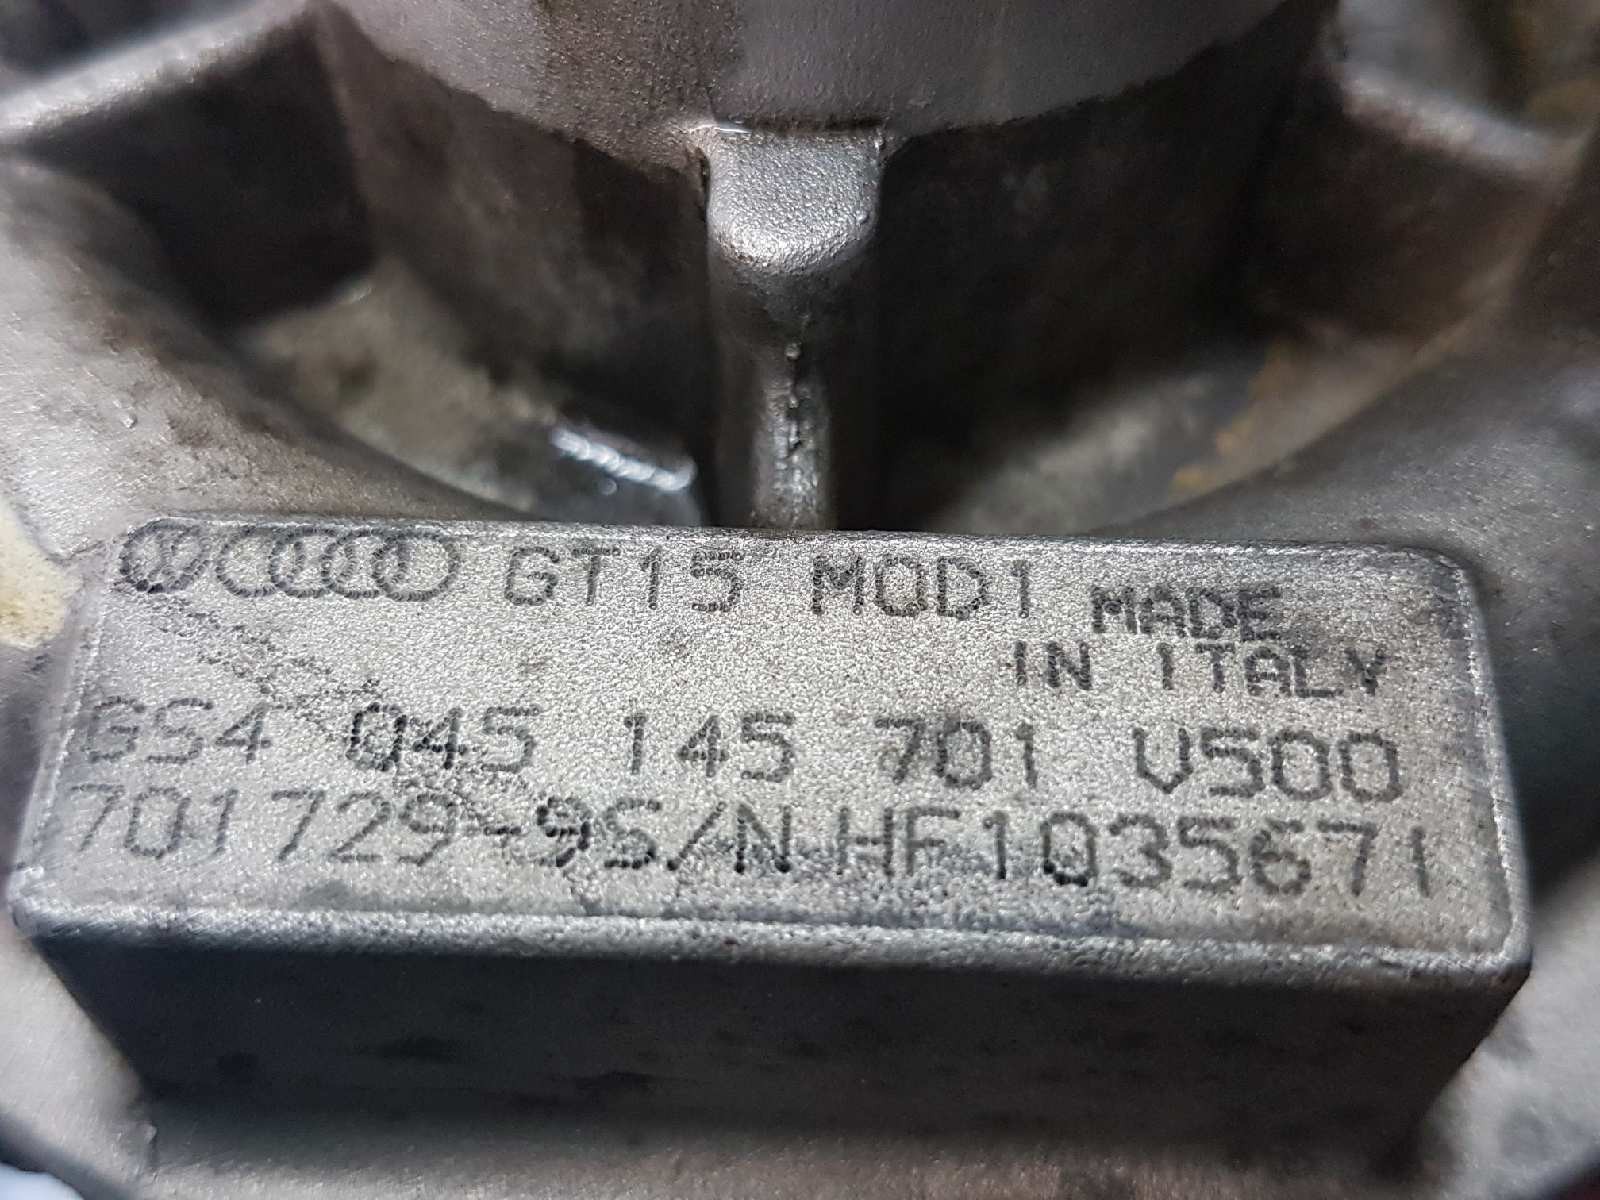 GT15 MOD1 MADE
IN ITALY
GS4 045 145 701 V500
701729-9S/N HF1035671